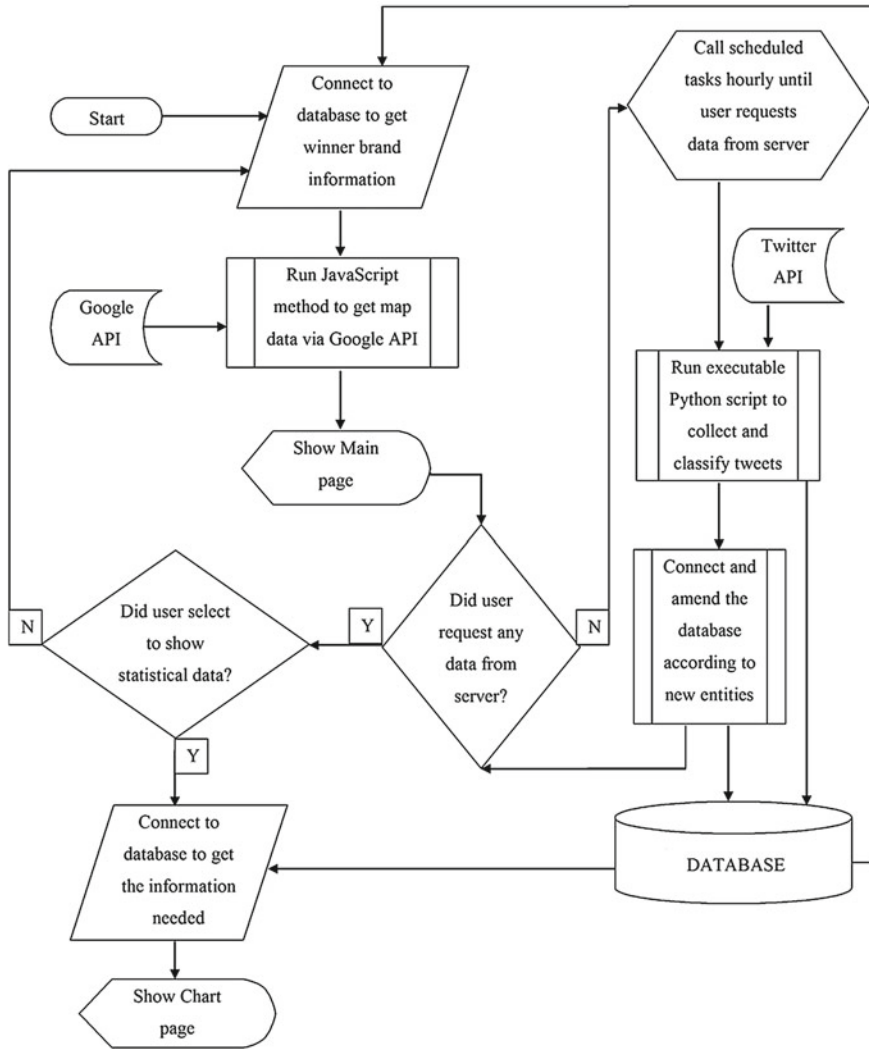 Start
Connect to
database to get
winner brand
information
Call scheduled
tasks hourly until
user requests
data from server
Google
API
Run JavaScript
method to get map
data via Google API
Twitter
API
Show Main
page
Run executable
Python script to
collect and
classify tweets
N
Did user select
to show
statistical data?
Y
Did user
request any
data from
server?
N
Connect and
amend the
database
according to
new entities
Y
Connect to
database to get
the information
needed
DATABASE
Show Chart
page